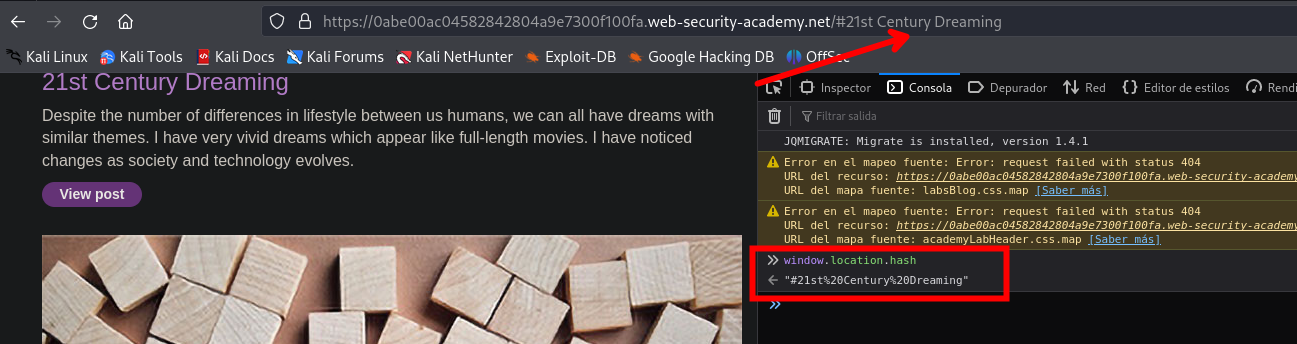 https://0abe00ac04582842804a9e7300f100fa.web-security-academy.net/#21st Century Dreaming
Kali Linux Kali Tools Kali Docs Kali Forums Kali NetHunter Exploit-DB Google Hacking DB OffSec
21st Century Dreaming
Despite the number of differences in lifestyle between us humans, we can all have dreams with
similar themes. I have very vivid dreams which appear like full-length movies. I have noticed
changes as society and technology evolves.
View post
Inspector Consola Depurador Red Editor de estilos Rendi
Filtrar salida
JQMIGRATE: Migrate is installed, version 1.4.1
Error en el mapeo fuente: Error: request failed with status 404
URL del recurso: https://0abe00ac04582842804a9e7300f100fa.web-security-academy
URL del mapa fuente: labsBlog.css.map [Saber más]
Error en el mapeo fuente: Error: request failed with status 404
URL del recurso: https://0abe00ac04582842804a9e7300f100fa.web-security-academy
URL del mapa fuente: academyLabHeader.css.map [Saber más]
window.location.hash
"#21st%20Century%20Dreaming"